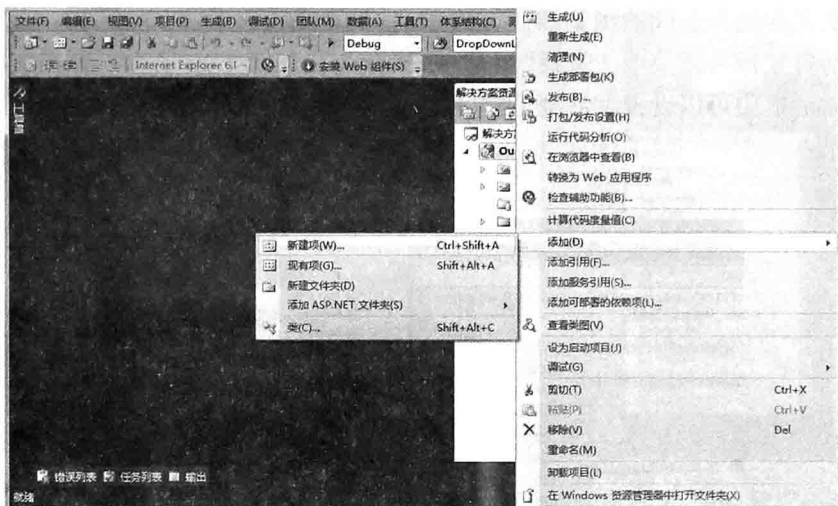 文件(F) 编辑(E) 视图(V) 项目(P) 生成(B) 调试(D) 团队(M) 数据(A) 工具(T) 体系结构(C)
Debug DropDownL
Internet Explorer 6.0 安装 Web 组件(S)
工具箱
解决方案资源
解决方
Ou
生成(U)
重新生成(E)
清理(N)
生成部署包(K)
发布(B)...
打包/发布设置(H)
运行代码分析(O)
在浏览器中查看(B)
转换为 Web 应用程序
检查辅助功能(B)...
计算代码度量值(C)
添加(D)
添加引用(F)...
添加服务引用(S)...
添加可部署的依赖项(L)...
查看类图(V)
设为启动项目(J)
调试(G)
剪切(T) Ctrl+X
粘贴(P) Ctrl+V
移除(V) Del
重命名(M)
卸载项目(L)
在 Windows 资源管理器中打开文件夹(X)
新建项(W)... Ctrl+Shift+A
现有项(G)... Shift+Alt+A
新建文件夹(D)
添加 ASP.NET 文件夹(S)
类(C)... Shift+Alt+C
错误列表 任务列表 输出
就绪